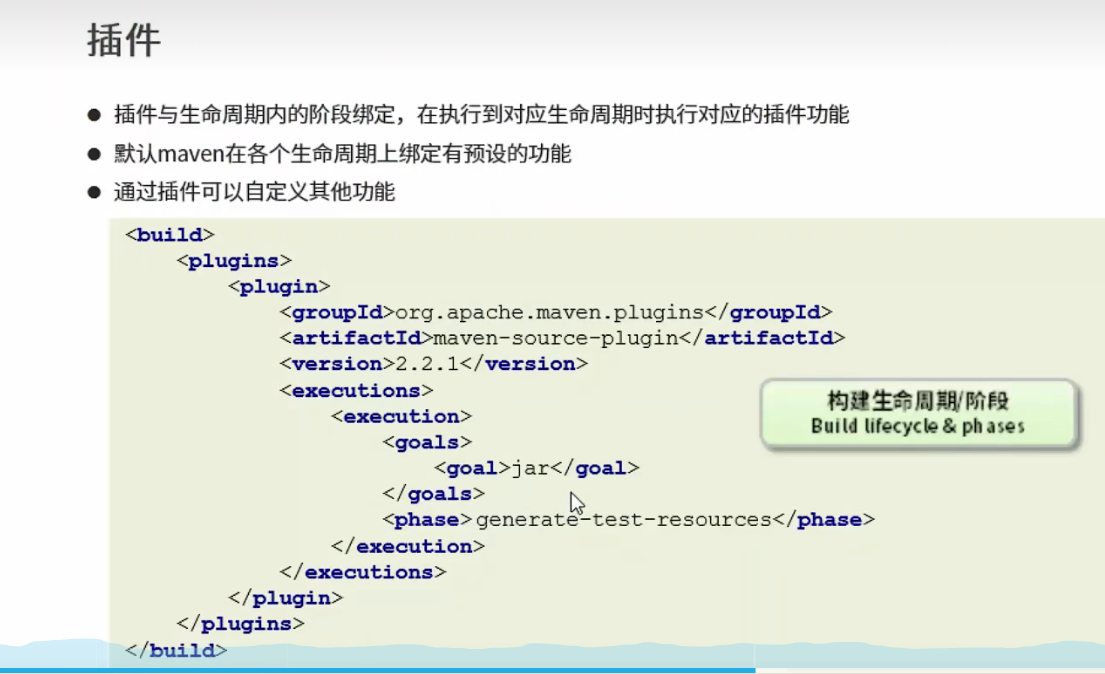 插件
● 插件与生命周期内的阶段绑定，在执行到对应生命周期时执行对应的插件功能
● 默认maven在各个生命周期上绑定有预设的功能
● 通过插件可以自定义其他功能
<build>
<plugins>
<plugin>
<groupId>org.apache.maven.plugins</groupId>
<artifactId>maven-source-plugin</artifactId>
<version>2.2.1</version>
<executions>
<execution>
构建生命周期/阶段
Build lifecycle & phases
<goals>
<goal>jar</goal>
</goals>
<phase>generate-test-resources</phase>
</execution>
</executions>
</plugin>
</plugins>
</build>